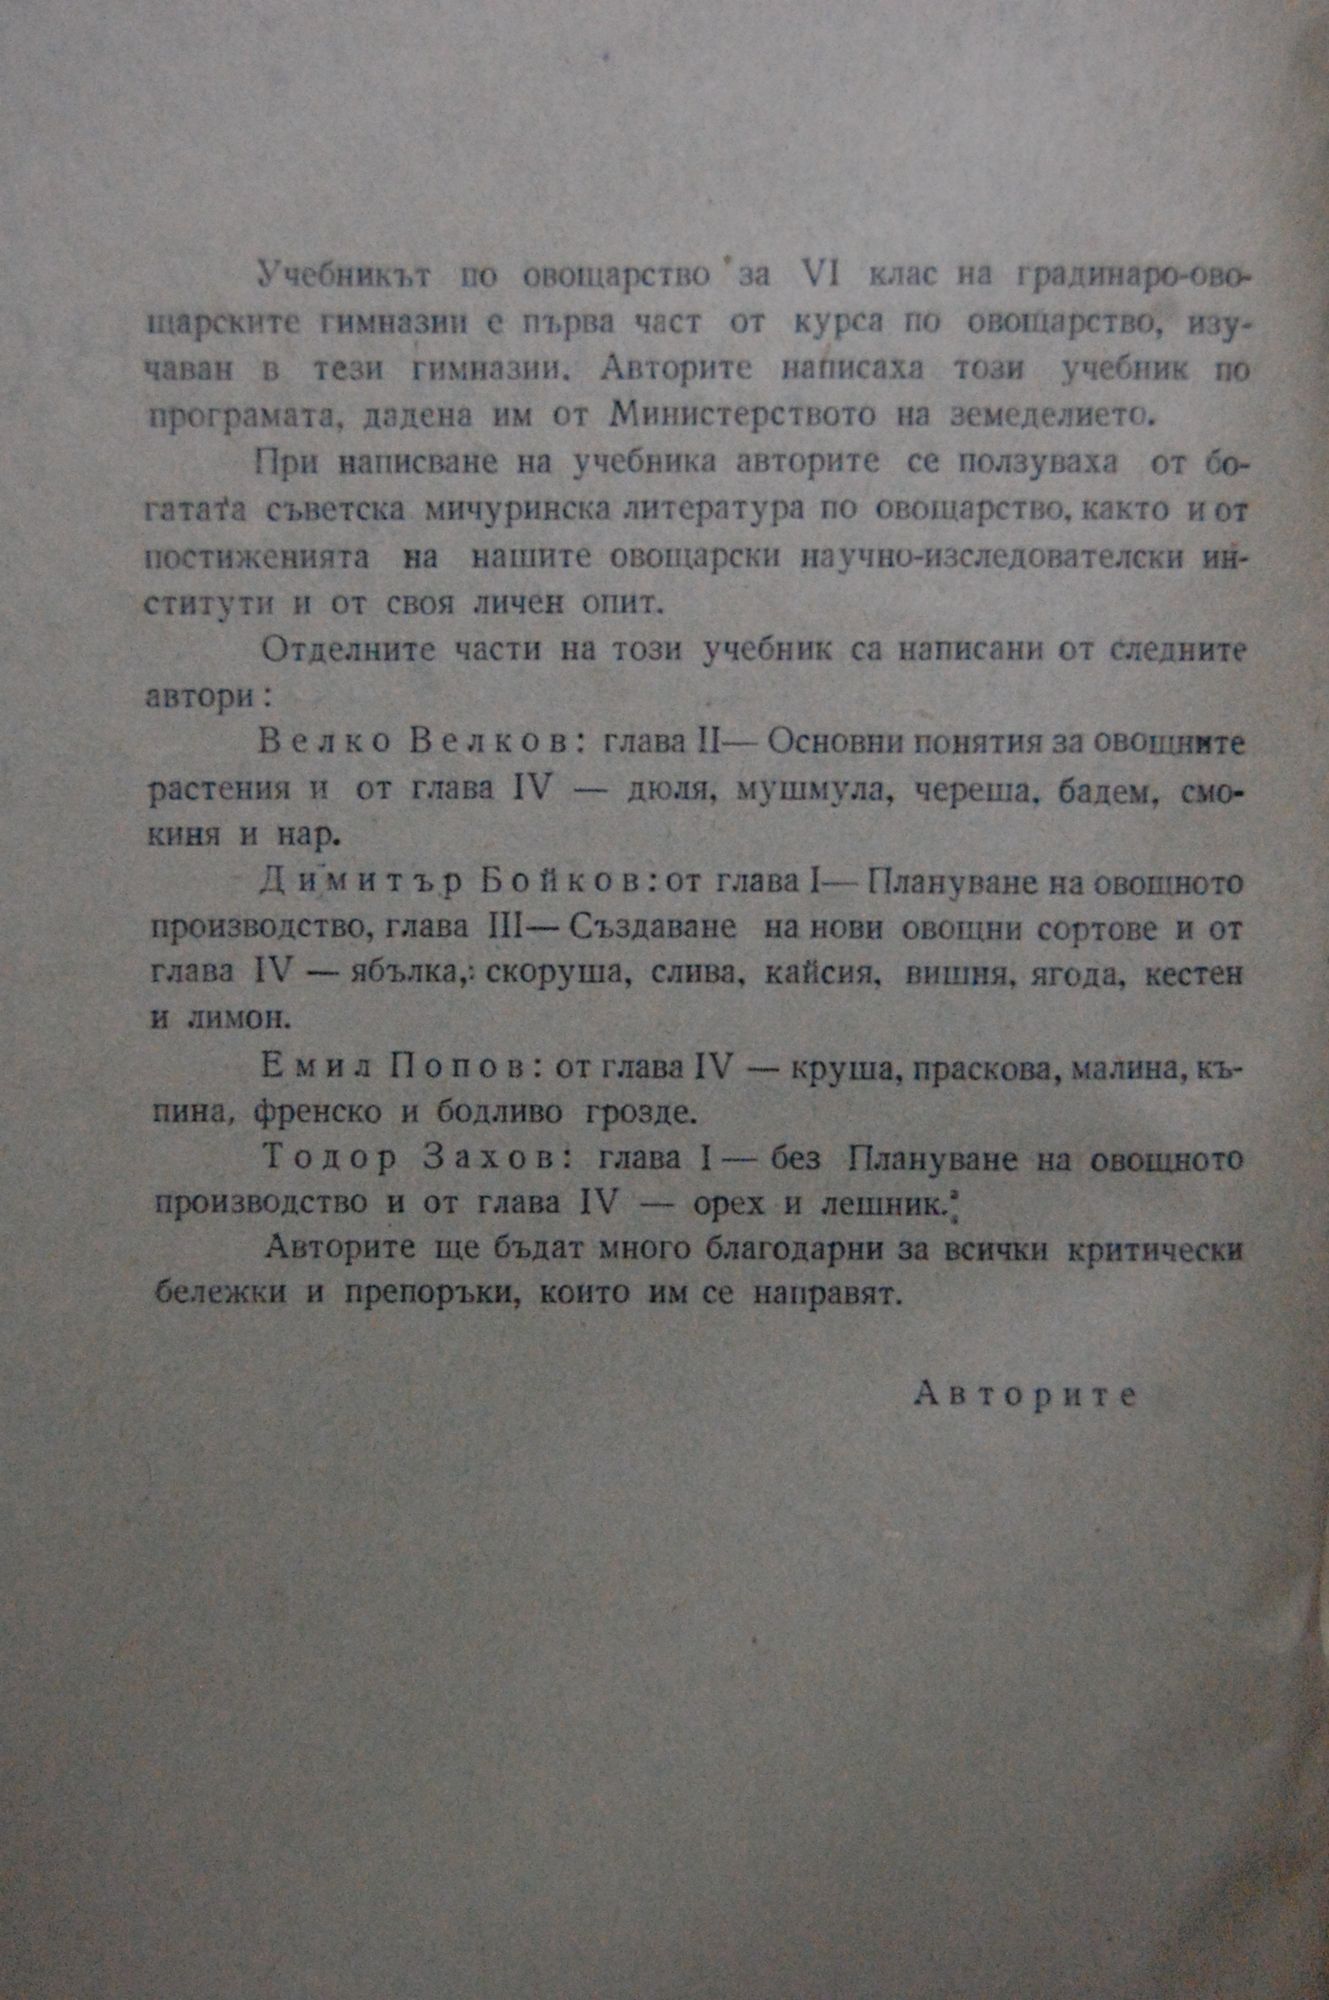 Учебникът по овощарство за VI клас на градинаро-ово-
щарските гимназии е първа част от курса по овощарство, изу-
чаван в тези гимназии. Авторите написаха този учебник по
програмата, дадена им от Министерството на земеделието.
При написване на учебника авторите се ползуваха от бо-
гатата съветска мичуринска литература по овощарство, както и от
постиженията на нашите овощарски научно-изследователски ин-
ститути и от своя личен опит.
Отделните части на този учебник са написани от следните
автори:
Велко Велков: глава II— Основни понятия за овощните
растения и от глава IV — дюля, мушмула, череша, бадем, смо-
киня и нар.
Димитър Бойков: от глава I— Плануване на овощното
производство, глава III— Създаване на нови овощни сортове и от
глава IV — ябълка, скоруша, слива, кайсия, вишня, ягода, кестен
и лимон.
Емил Попов: от глава IV — круша, праскова, малина, къ-
пина, френско и бодливо грозде.
Тодор Захов: глава I — без Плануване на овощното
производство и от глава IV — орех и лешник.
Авторите ще бъдат много благодарни за всички критически
бележки и препоръки, които им се направят.
Авторите